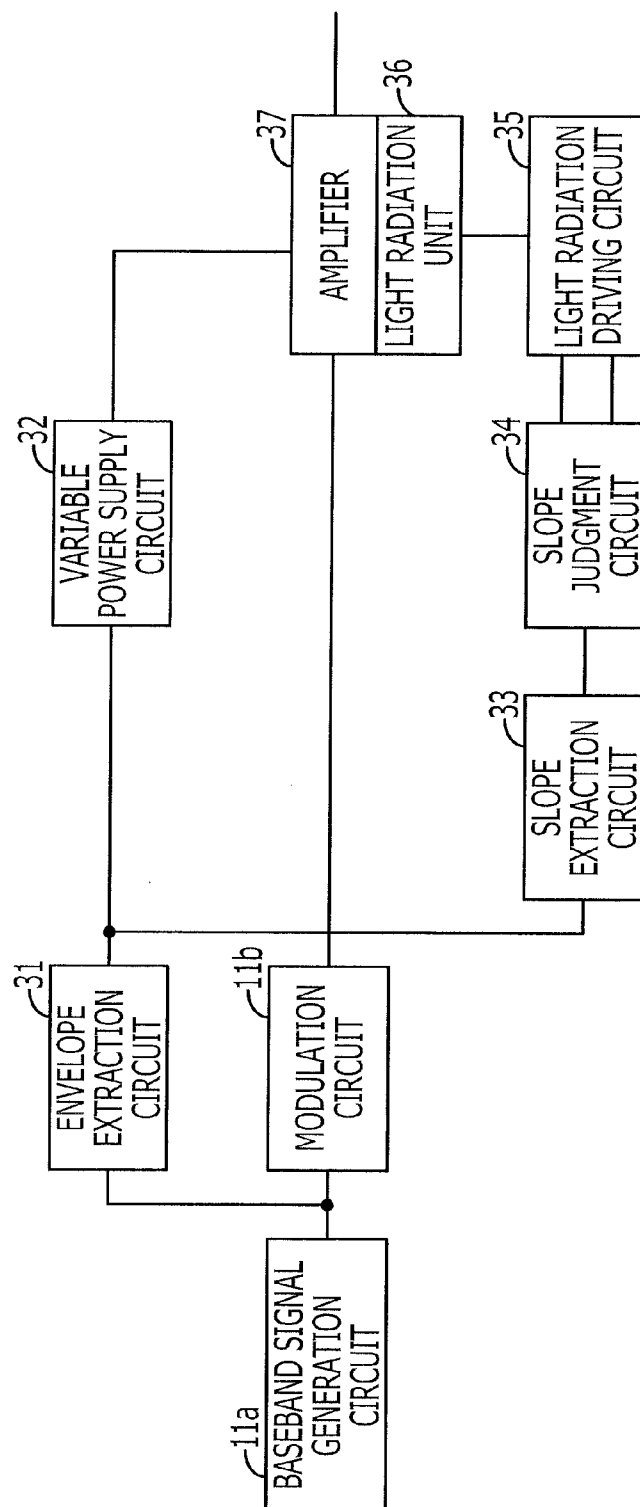 11a
BASEBAND SIGNAL
GENERATION
CIRCUIT
31
ENVELOPE
EXTRACTION
CIRCUIT
11b
MODULATION
CIRCUIT
32
VARIABLE
POWER SUPPLY
CIRCUIT
33
SLOPE
EXTRACTION
CIRCUIT
34
SLOPE
JUDGMENT
CIRCUIT
37
AMPLIFIER
36
LIGHT RADIATION
UNIT
35
LIGHT RADIATION
DRIVING CIRCUIT